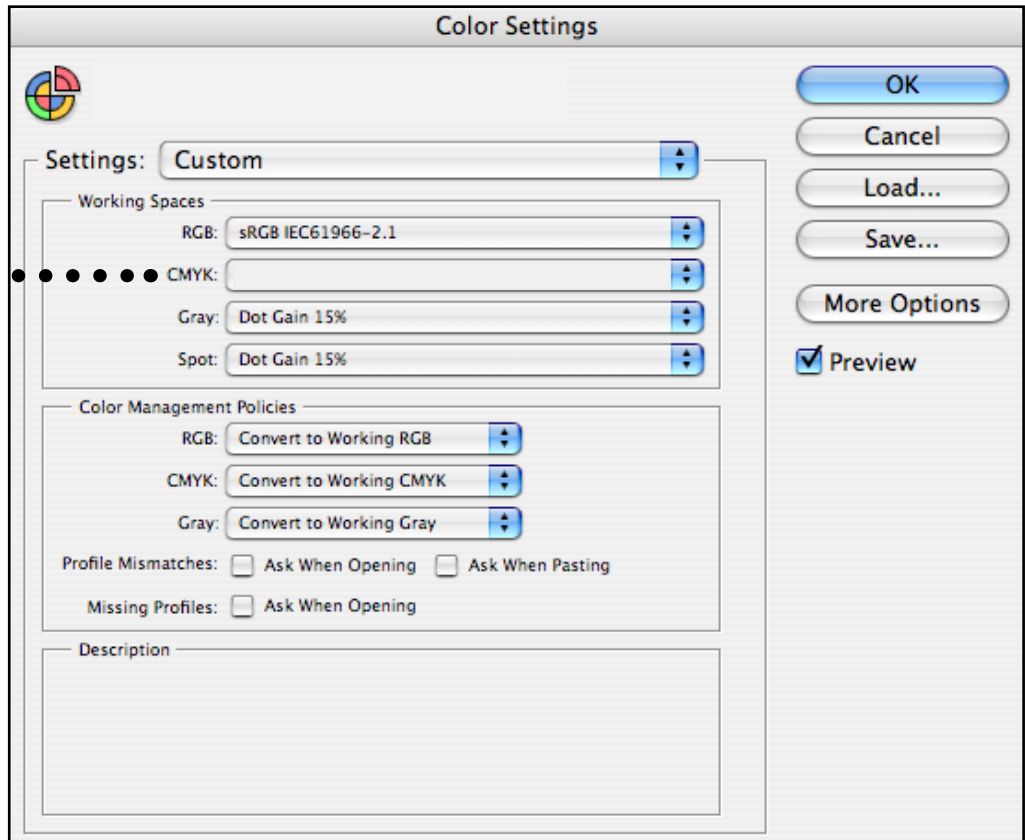 Color Settings
OK
Cancel
Load...
Save...
More Options
Preview
Settings: Custom
Working Spaces
RGB: sRGB IEC61966-2.1
CMYK:
Gray: Dot Gain 15%
Spot: Dot Gain 15%
Color Management Policies
RGB: Convert to Working RGB
CMYK: Convert to Working CMYK
Gray: Convert to Working Gray
Profile Mismatches: Ask When Opening Ask When Pasting
Missing Profiles: Ask When Opening
Description